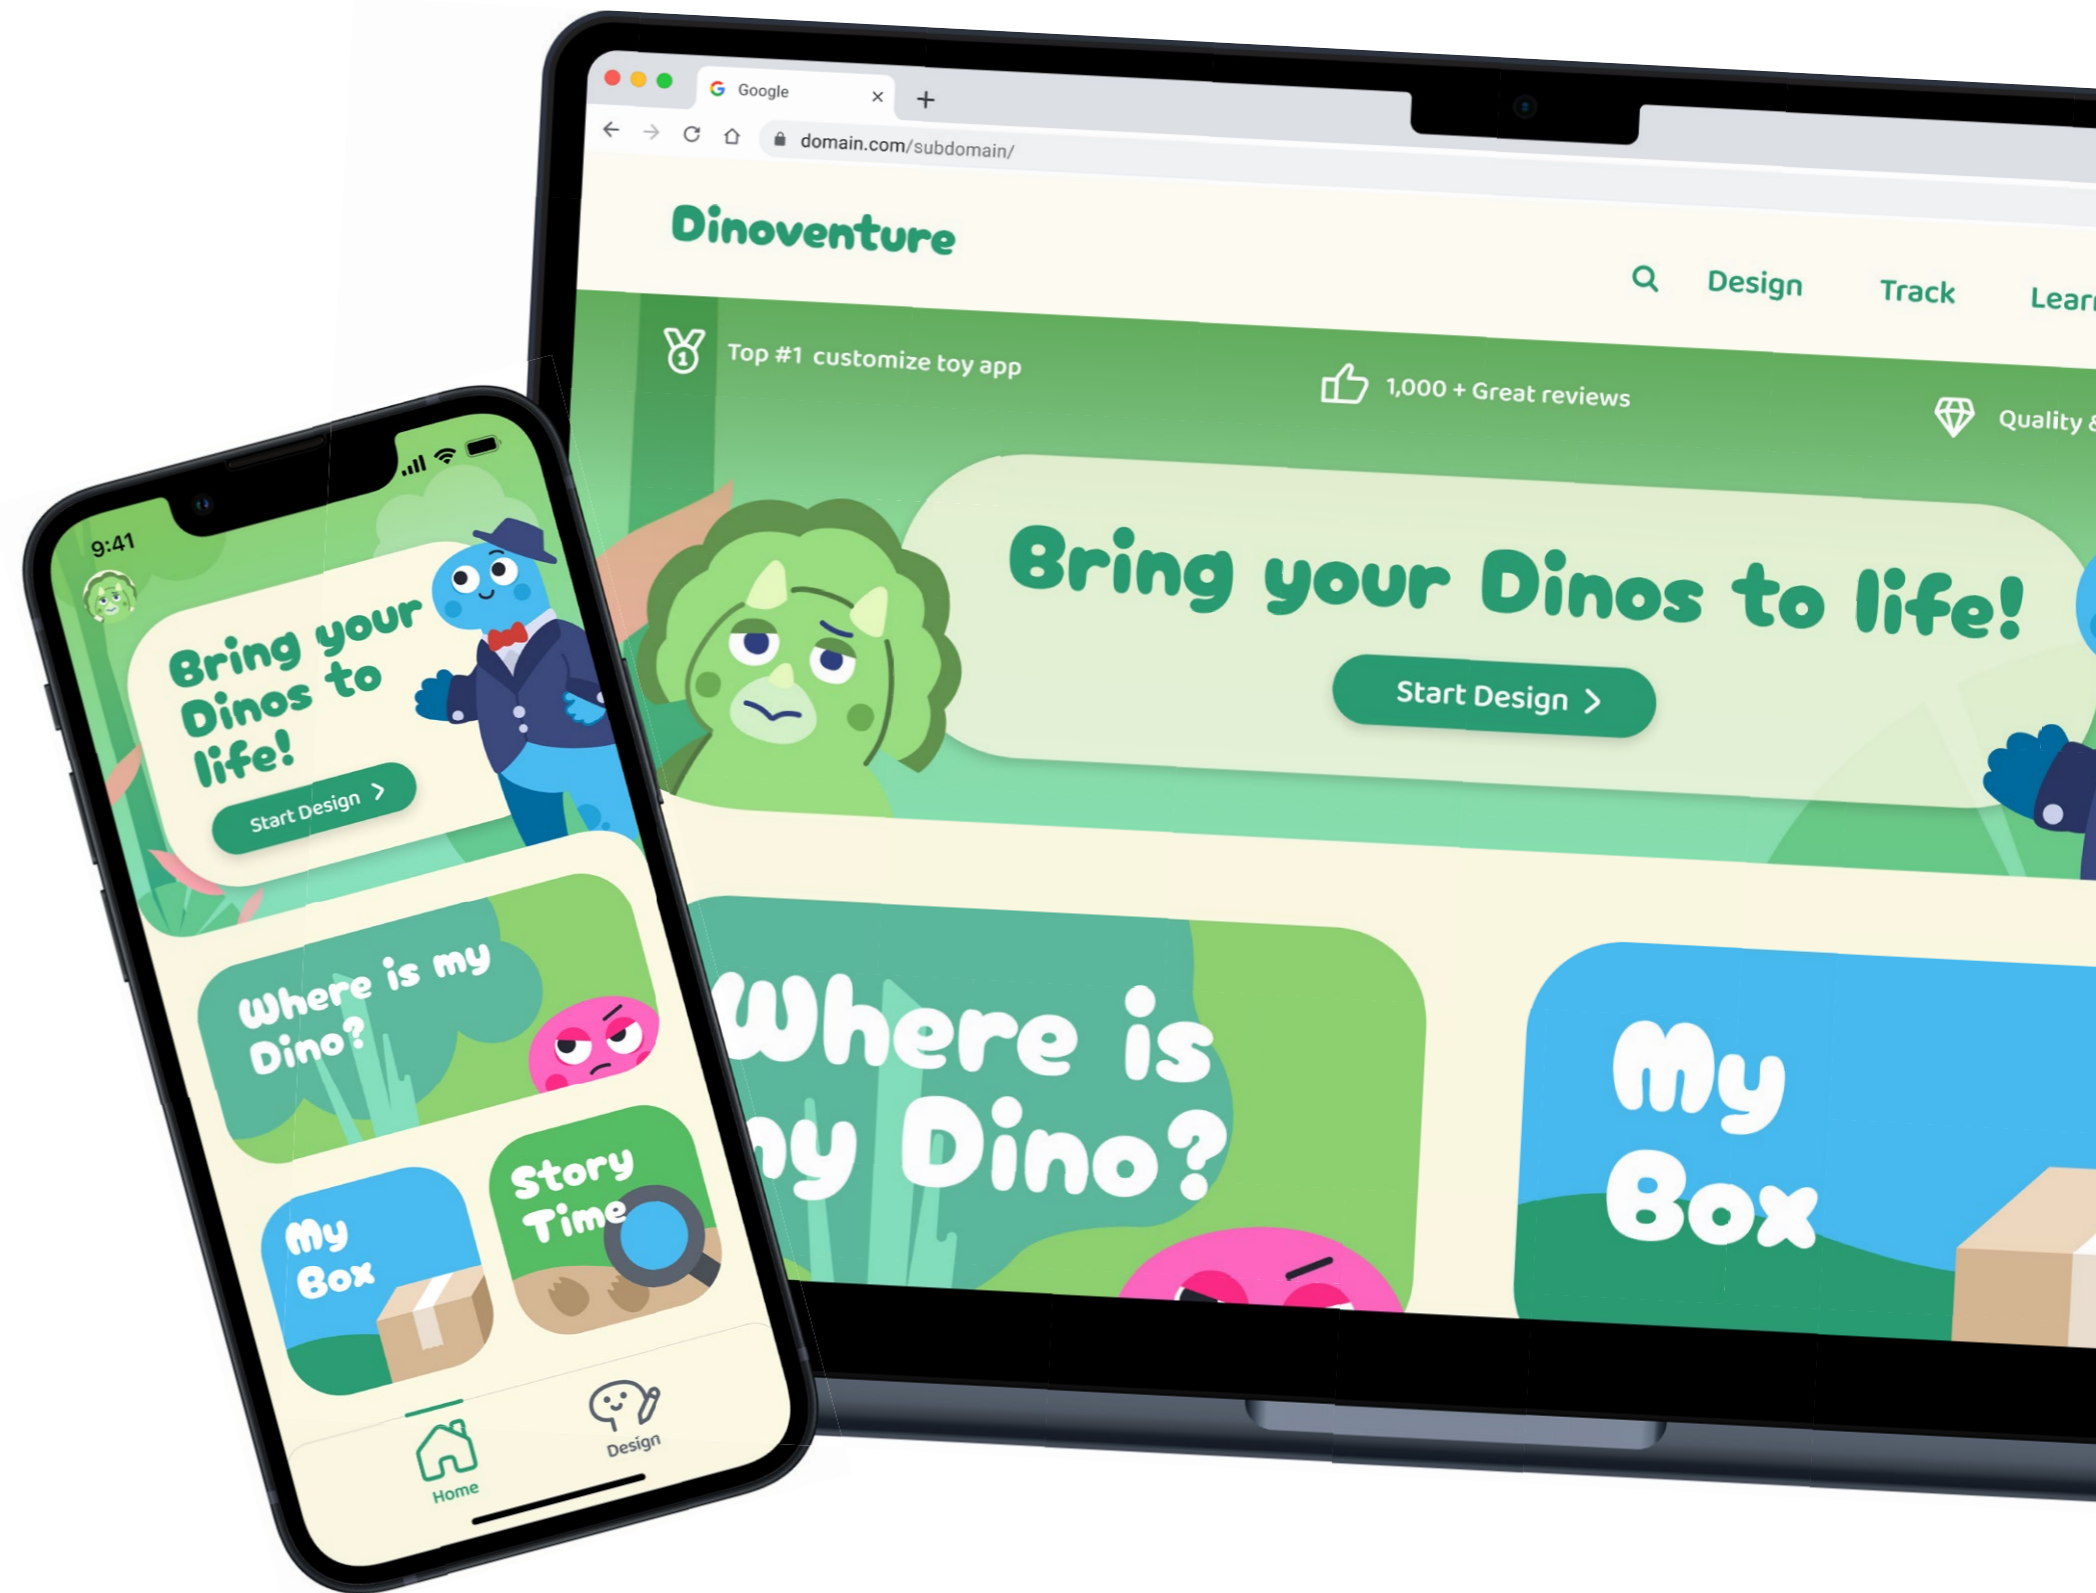 Google
domain.com/subdomain/
Dinoventure
Design
Track
Learn
Top #1 customize toy app
1,000 + Great reviews
Quality &
Bring your Dinos to life!
Start Design
Where is
my Dino?
My
Box
9:41
Bring your
Dinos to
life!
Start Design
Where is my
Dino?
My
Box
Story
Time
Home
Design